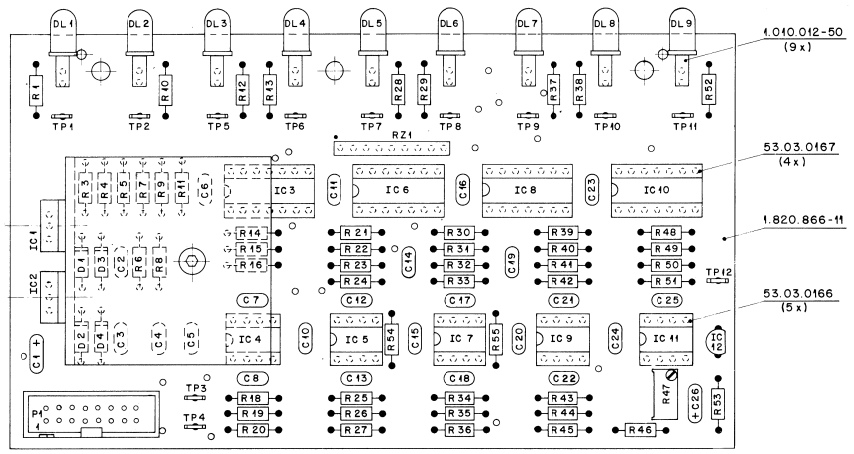 DL1 DL2 DL3 DL4 DL5 DL6 DL7 DL8 DL9
1.010.012-50
(9x)
R1 R10 R12 R13 R28 R29 R37 R38 R52
TP1 TP2 TP5 TP6 TP7 TP8 TP9 TP10 TP11
RZ1
53.03.0167
(4x)
R3 R4 R5 R7 R9 R11 C6 IC3 C11 IC6 C16 IC8 C23 IC10
1.820.866-11
IC1 R14 R21 R30 R39 R48
R15 R22 R31 R40 R49
D1 D3 C2 R6 R8 R16 R23 C14 R32 C49 R41 R50
R24 R33 R42 R51 TP12
IC2 C7 C12 C17 C21 C25
53.03.0166
(5x)
C1 + D2 D4 C3 C4 C5 IC4 C10 IC5 R54 C15 IC7 R55 C20 IC9 C24 IC11 IC12
C8 C13 C18 C22
TP3 R18 R25 R34 R43 R47 +C26 R53
P1 R19 R26 R35 R44
1 TP4 R20 R27 R36 R45 R46